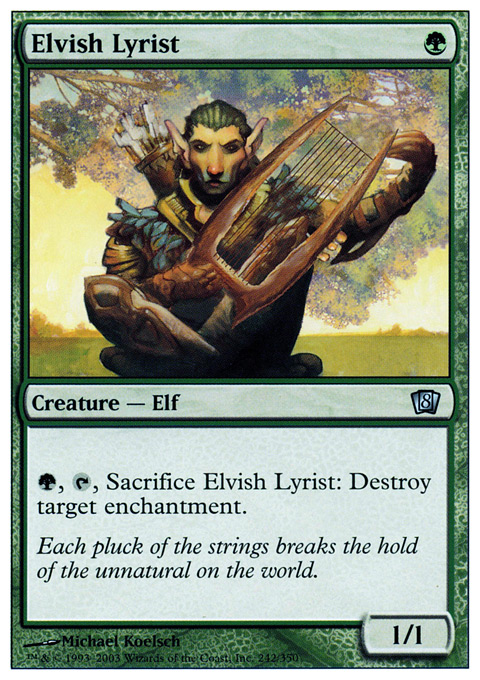 Elvish Lyrist
Creature — Elf
8
, , Sacrifice Elvish Lyrist: Destroy
target enchantment.
Each pluck of the strings breaks the hold
of the unnatural on the world.
1/1
Michael Koelsch
™ & © 1993–2003 Wizards of the Coast, Inc. 242/350